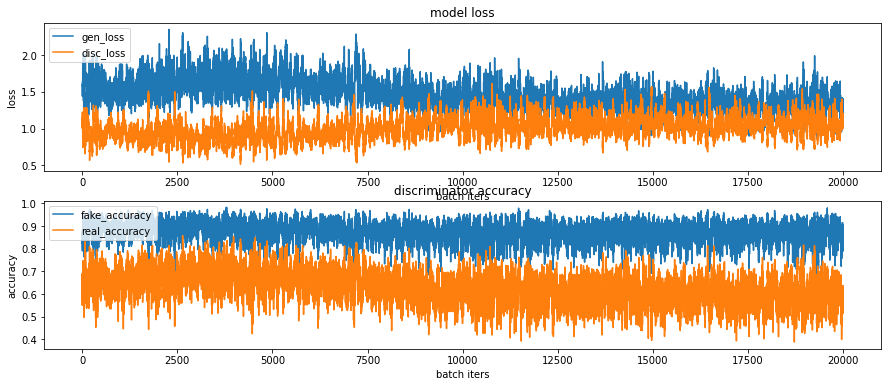 model loss
gen_loss
disc_loss
loss
2.0
1.5
1.0
0.5
0 2500 5000 7500 10000 12500 15000 17500 20000
batch iters
discriminator accuracy
fake_accuracy
real_accuracy
accuracy
1.0
0.9
0.8
0.7
0.6
0.5
0.4
0 2500 5000 7500 10000 12500 15000 17500 20000
batch iters